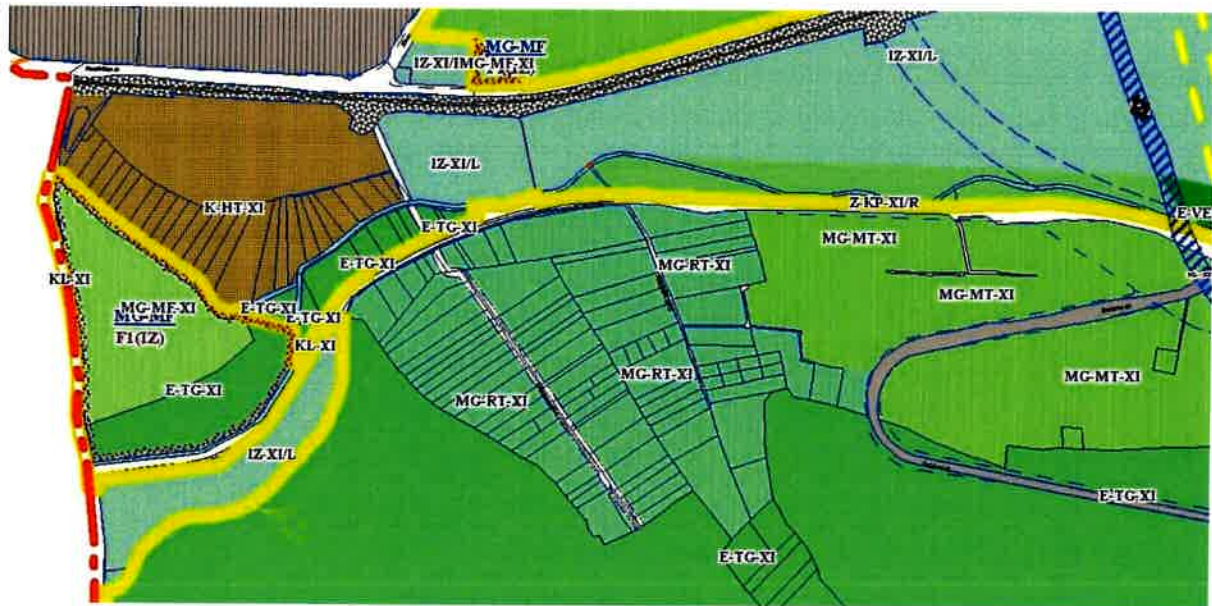 MG-MF
IZ-XI/IMG-MF-XI
IZ-XI/L
IZ-XI/L
K-HT-XI
Z-KP-XI/R
E-VE
E-TG-XI
MG-MT-XI
E-TG-XI
MG-RT-XI
KL-XI
MG-MT-XI
MG-MF-XI
MG-MF
E-TG-XI
E-TG-XI
F1(IZ)
KL-XI
MG-RT-XI
MG-MT-XI
E-TG-XI
MG-RT-XI
IZ-XI/L
E-TG-XI
E-TG-XI